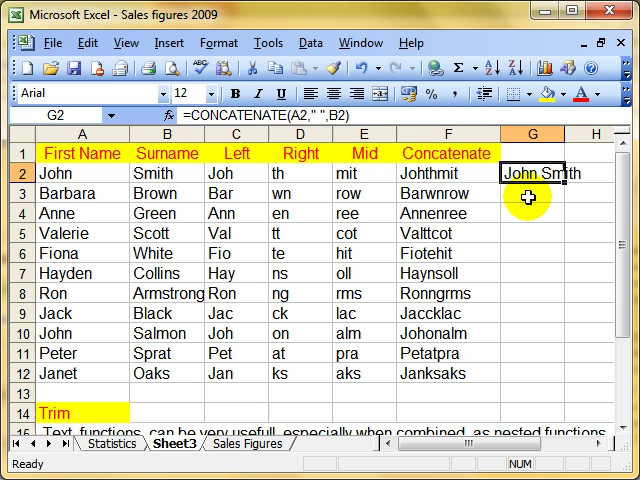 Microsoft Excel - Sales figures 2009
File Edit View Insert Format Tools Data Window Help
Arial 12 B I U %
G2 fx =CONCATENATE(A2," ",B2)
A B C D E F G H
1 First Name Surname Left Right Mid Concatenate
2 John Smith Joh th mit Johthmit John Smith
3 Barbara Brown Bar wn row Barwnrow
4 Anne Green Ann en ree Annenree
5 Valerie Scott Val tt cot Valttcot
6 Fiona White Fio te hit Fiotehit
7 Hayden Collins Hay ns oll Haynsoll
8 Ron Armstrong Ron ng rms Ronngrms
9 Jack Black Jac ck lac Jaccklac
10 John Salmon Joh on alm Johonalm
11 Peter Sprat Pet at pra Petatpra
12 Janet Oaks Jan ks aks Janksaks
13
14 Trim
15 Text functions can be very useful, especially when combined as nested functions
Statistics Sheet3 Sales Figures
Ready NUM